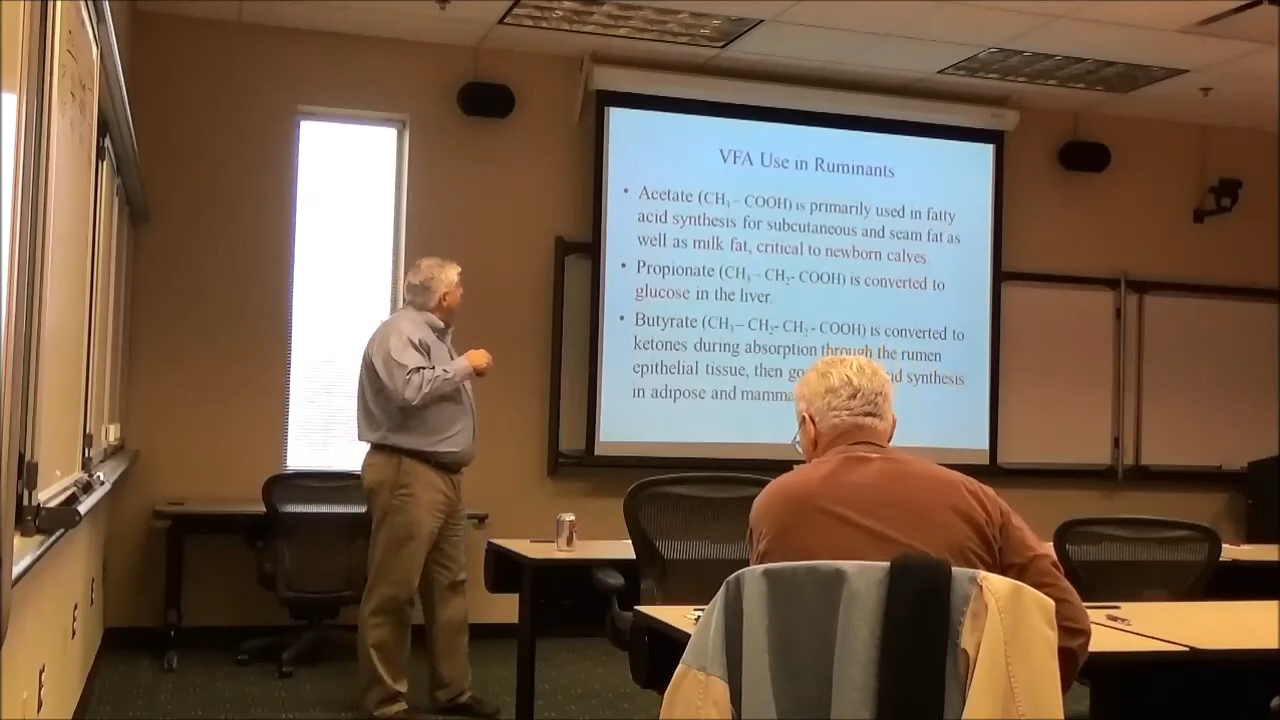 VFA Use in Ruminants
• Acetate (CH₃ – COOH) is primarily used in fatty
acid synthesis for subcutaneous and seam fat as
well as milk fat, critical to newborn calves
• Propionate (CH₃ – CH₂- COOH) is converted to
glucose in the liver.
• Butyrate (CH₃ – CH₂- CH₂ - COOH) is converted to
ketones during absorption through the rumen
epithelial tissue, then synthesis
in adipose and